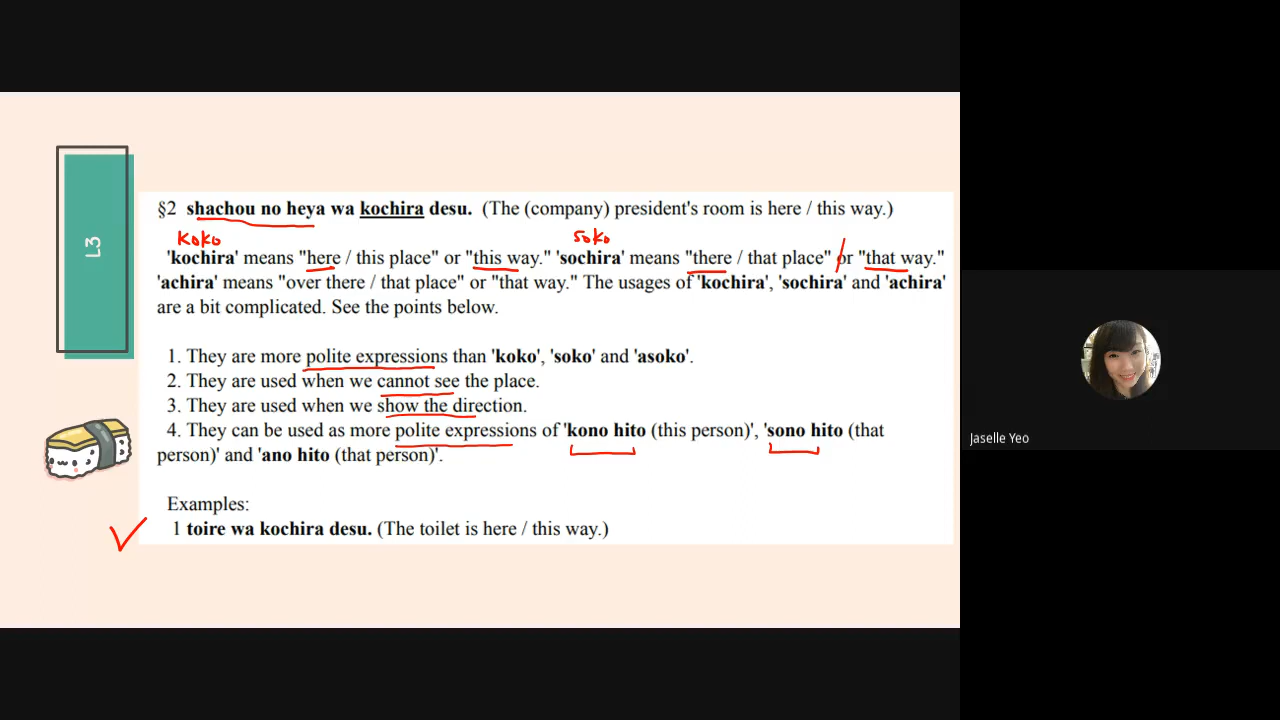 L3
§2 shachou no heya wa kochira desu. (The (company) president's room is here / this way.)
koko soko
'kochira' means "here / this place" or "this way." 'sochira' means "there / that place" or "that way."
'achira' means "over there / that place" or "that way." The usages of 'kochira', 'sochira' and 'achira'
are a bit complicated. See the points below.
1. They are more polite expressions than 'koko', 'soko' and 'asoko'.
2. They are used when we cannot see the place.
3. They are used when we show the direction.
4. They can be used as more polite expressions of 'kono hito (this person)', 'sono hito (that
person)' and 'ano hito (that person)'.
Examples:
1 toire wa kochira desu. (The toilet is here / this way.)
Jaselle Yeo